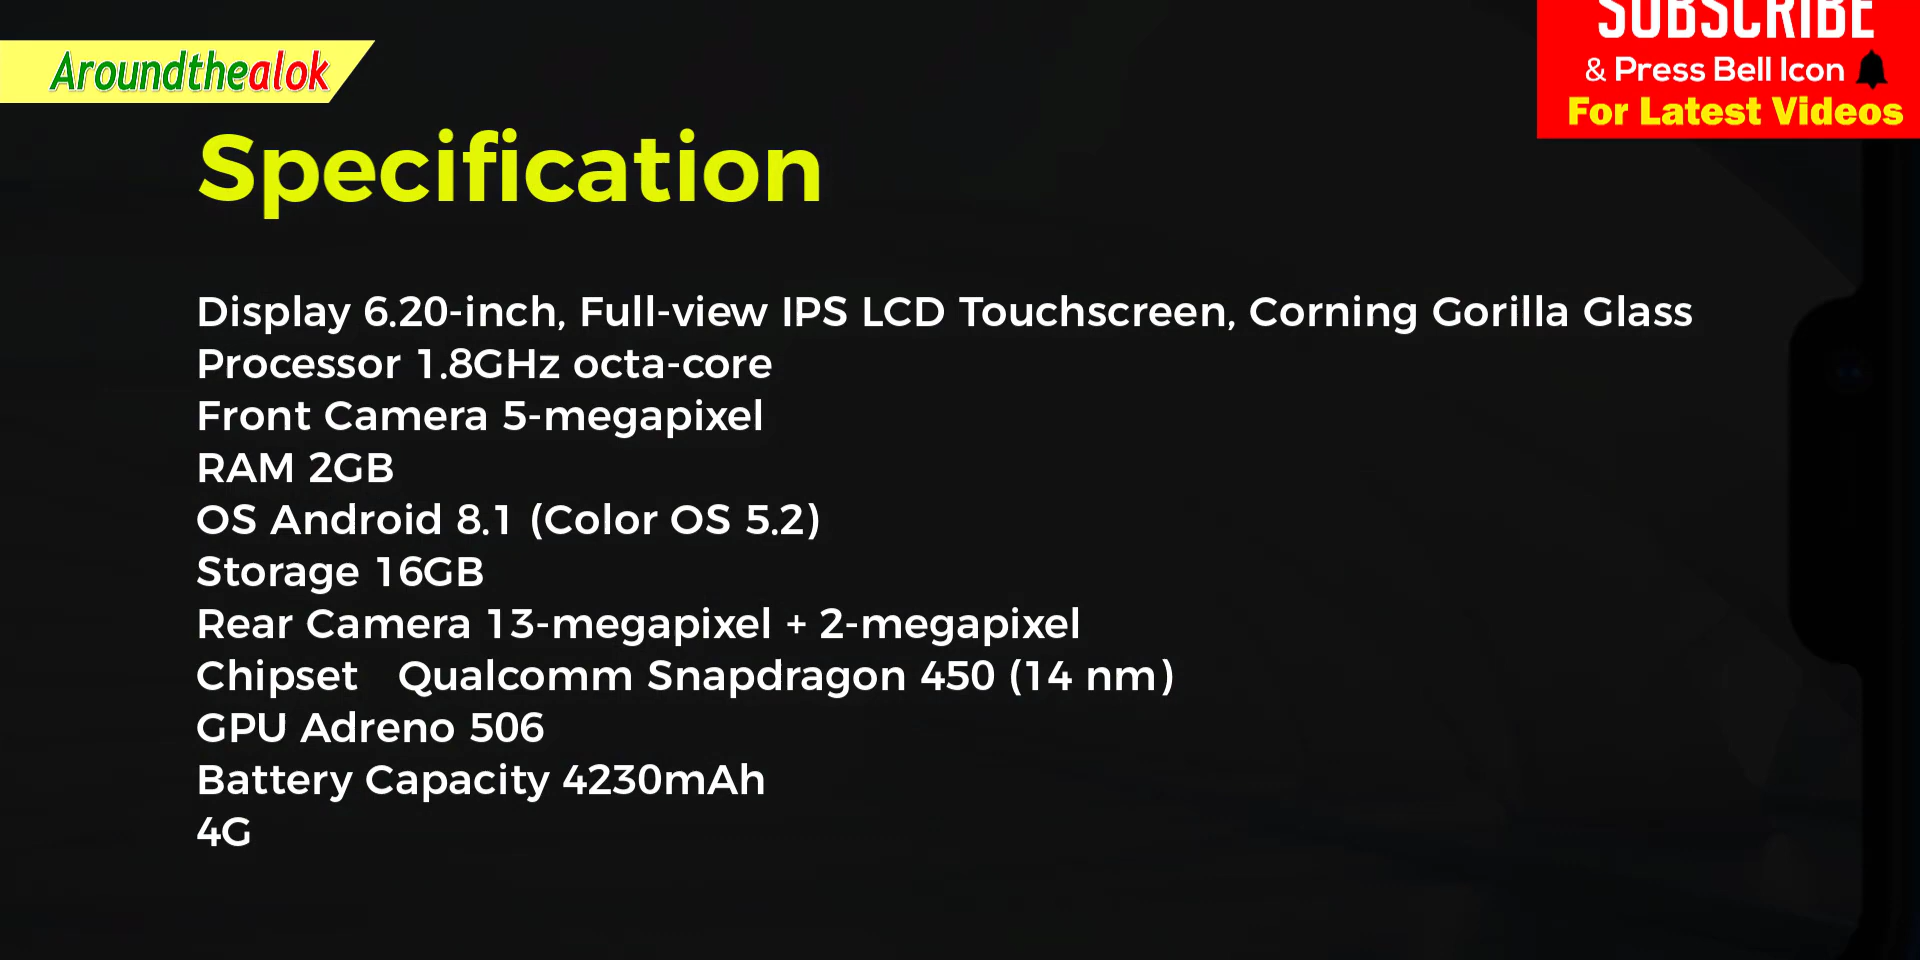 SUBSCRIBE
& Press Bell Icon
For Latest Videos
Aroundthealok
Specification
Display 6.20-inch, Full-view IPS LCD Touchscreen, Corning Gorilla Glass
Processor 1.8GHz octa-core
Front Camera 5-megapixel
RAM 2GB
OS Android 8.1 (Color OS 5.2)
Storage 16GB
Rear Camera 13-megapixel + 2-megapixel
Chipset Qualcomm Snapdragon 450 (14 nm)
GPU Adreno 506
Battery Capacity 4230mAh
4G